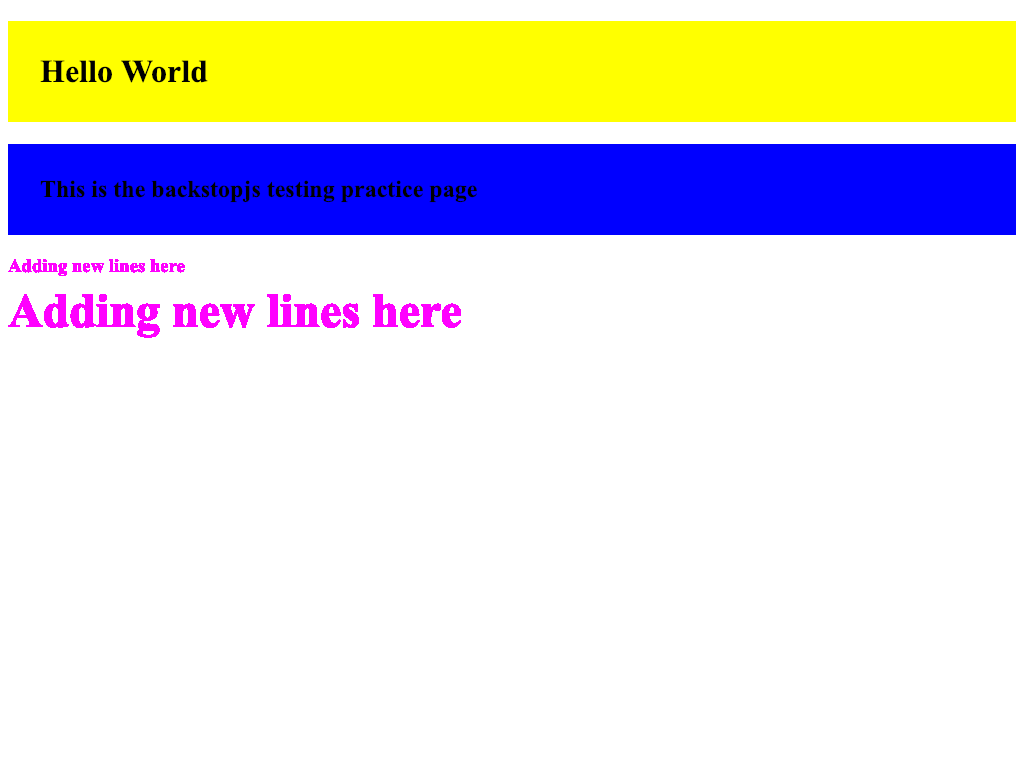 Hello World
This is the backstopjs testing practice page
Adding new lines here
Adding new lines here